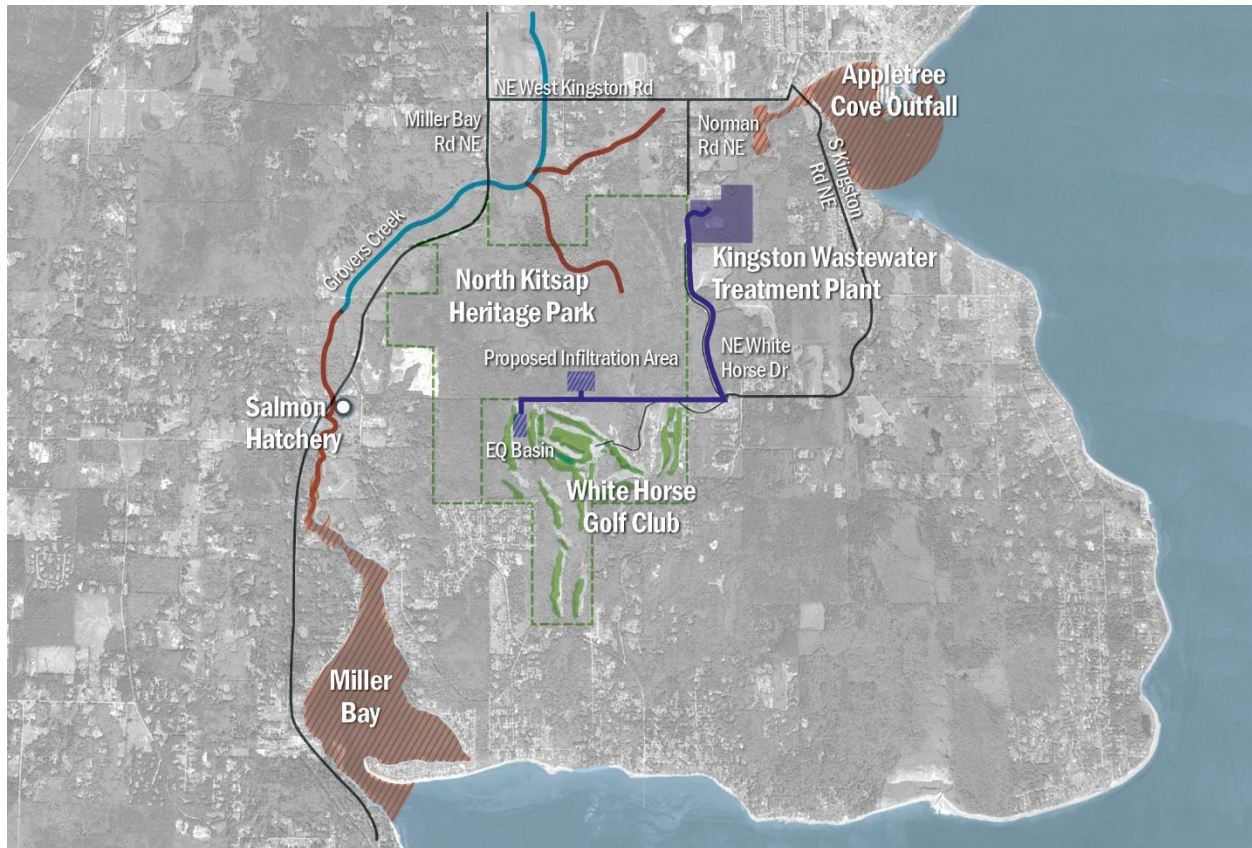 Appletree
Cove Outfall
NE West Kingston Rd
Miller Bay
Rd NE
Norman
Rd NE
S Kingston
Rd NE
Grovers Creek
North Kitsap
Heritage Park
Kingston Wastewater
Treatment Plant
Proposed Infiltration Area
NE White
Horse Dr
Salmon
Hatchery
EQ Basin
White Horse
Golf Club
Miller
Bay